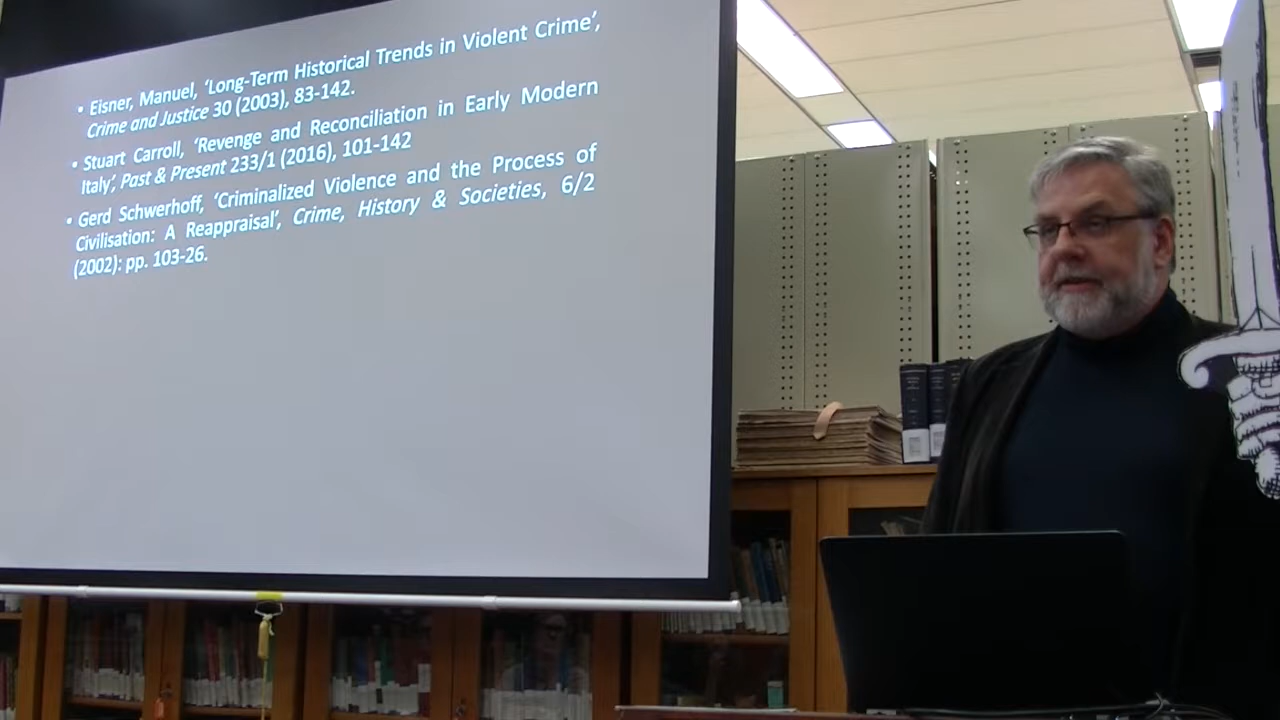 • Eisner, Manuel, ‘Long-Term Historical Trends in Violent Crime’,
Crime and Justice 30 (2003), 83-142.
• Stuart Carroll, ‘Revenge and Reconciliation in Early Modern
Italy’, Past & Present 233/1 (2016), 101-142
• Gerd Schwerhoff, ‘Criminalized Violence and the Process of
Civilisation: A Reappraisal’, Crime, History & Societies, 6/2
(2002): pp. 103-26.